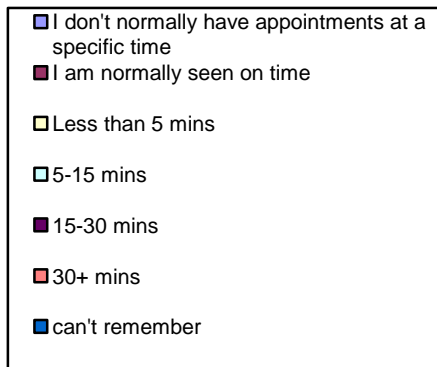 I don't normally have appointments at a
specific time
I am normally seen on time
Less than 5 mins
5-15 mins
15-30 mins
30+ mins
can't remember